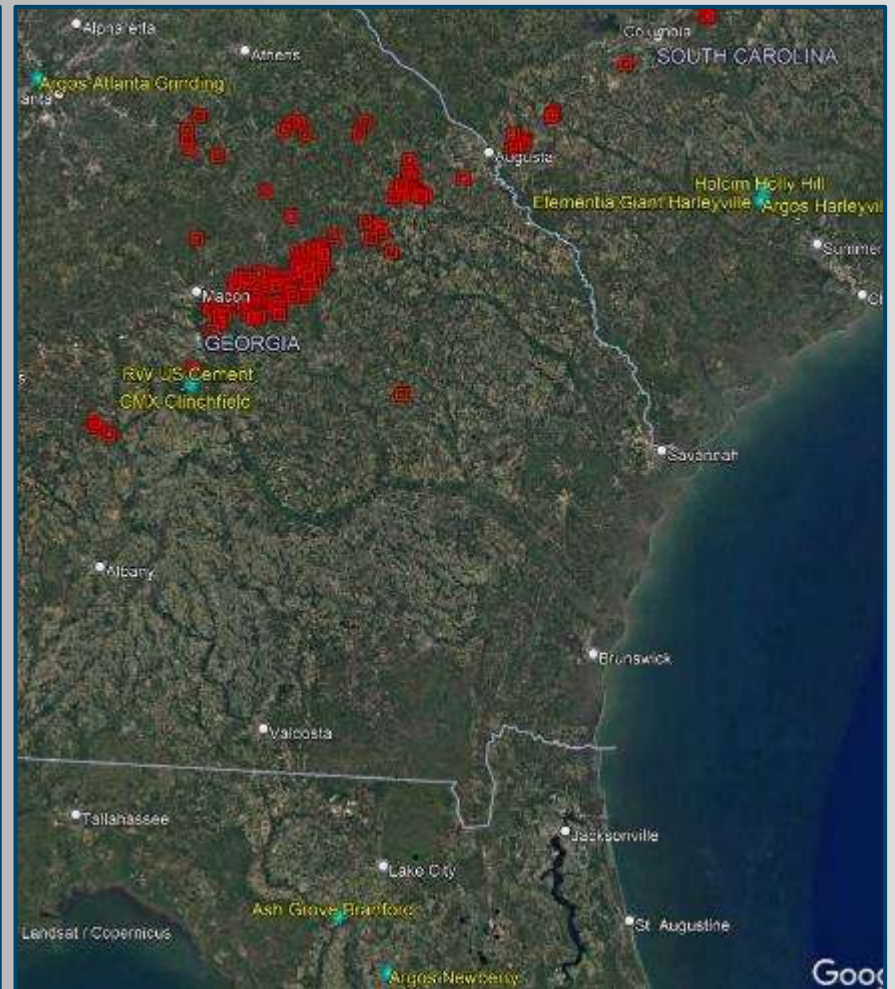 Alpharetta
Columbia
Athens
SOUTH CAROLINA
Argos Atlanta Grinding
anta
Augusta
Holcim Holly Hill
Elementia Giant Harleyville
Argos Harleyvil
Summer
Macon
GEORGIA
RW US Cement
CMX Clinchfield
Savannah
Albany
Brunswick
Valdosta
Tallahassee
Jacksonville
Lake City
Ash Grove Branford
St. Augustine
Landsat / Copernicus
Argos Newberry
Goo